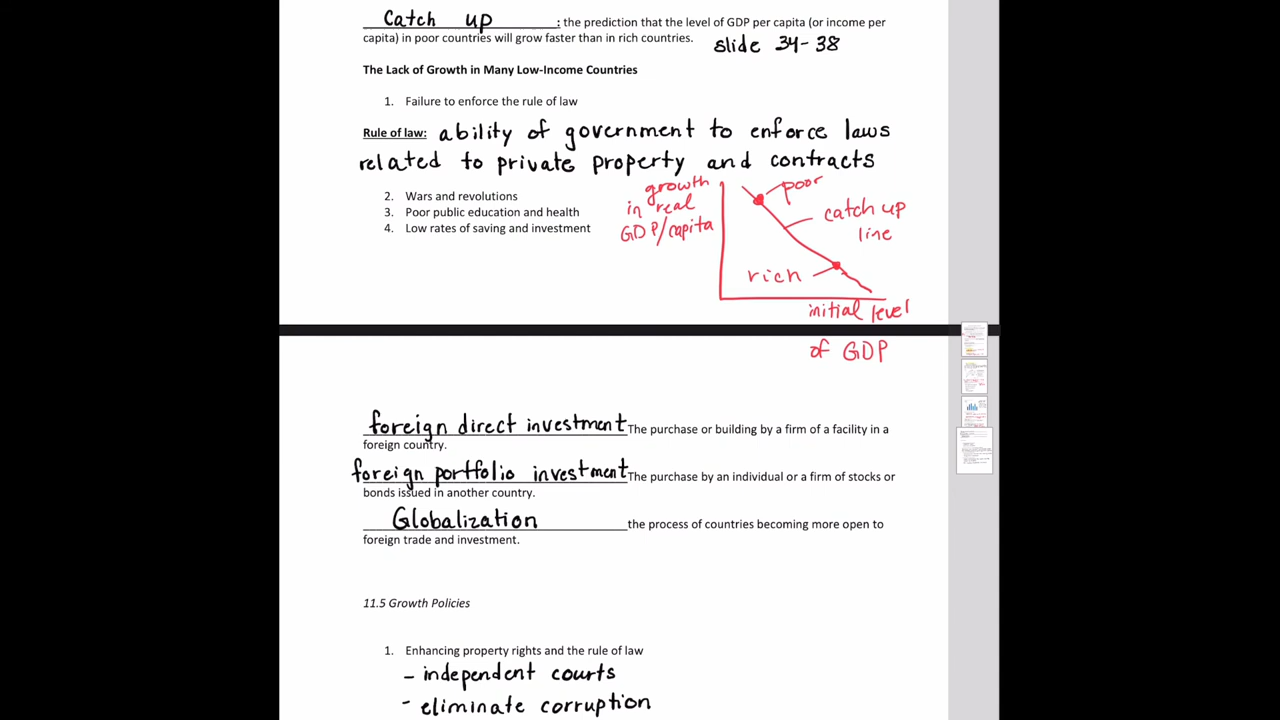 Catch up : the prediction that the level of GDP per capita (or income per
capita) in poor countries will grow faster than in rich countries. slide 34-38
The Lack of Growth in Many Low-Income Countries
1. Failure to enforce the rule of law
Rule of law: ability of government to enforce laws
related to private property and contracts
2. Wars and revolutions
3. Poor public education and health
4. Low rates of saving and investment
growth
in real
GDP/capita
poor
catch up
line
rich
initial level
of GDP
foreign direct investment The purchase or building by a firm of a facility in a
foreign country.
foreign portfolio investment The purchase by an individual or a firm of stocks or
bonds issued in another country.
Globalization the process of countries becoming more open to
foreign trade and investment.
11.5 Growth Policies
1. Enhancing property rights and the rule of law
- independent courts
- eliminate corruption